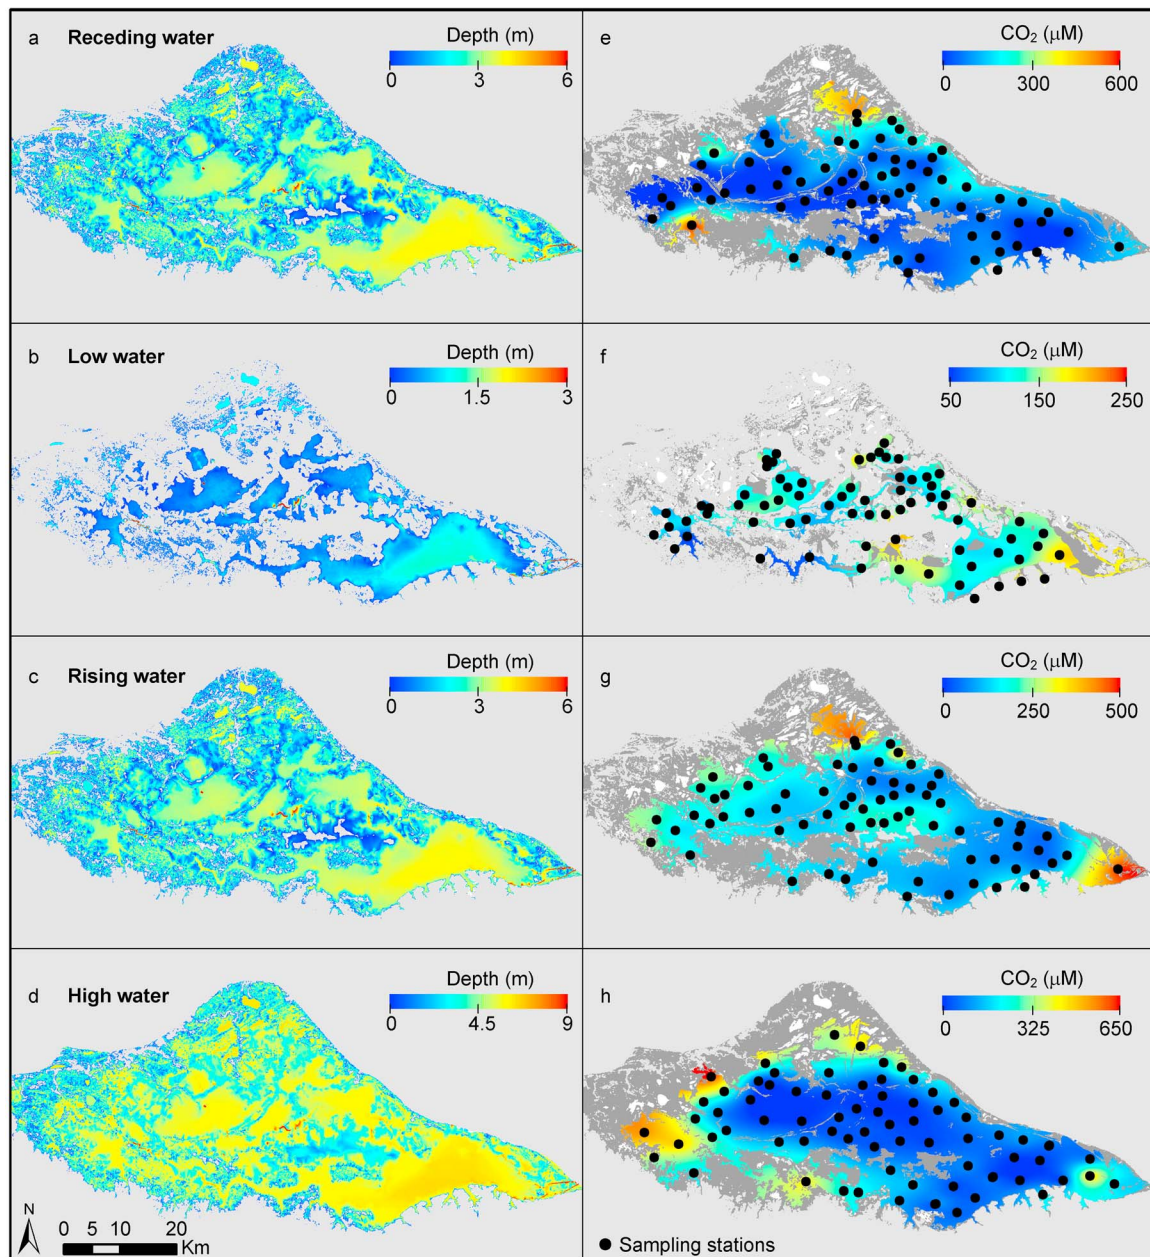 a Receding water Depth (m)
0 3 6
e CO₂ (μM)
0 300 600
b Low water Depth (m)
0 1.5 3
f CO₂ (μM)
50 150 250
c Rising water Depth (m)
0 3 6
g CO₂ (μM)
0 250 500
d High water Depth (m)
0 4.5 9
h CO₂ (μM)
0 325 650
N
0 5 10 20
Km
Sampling stations